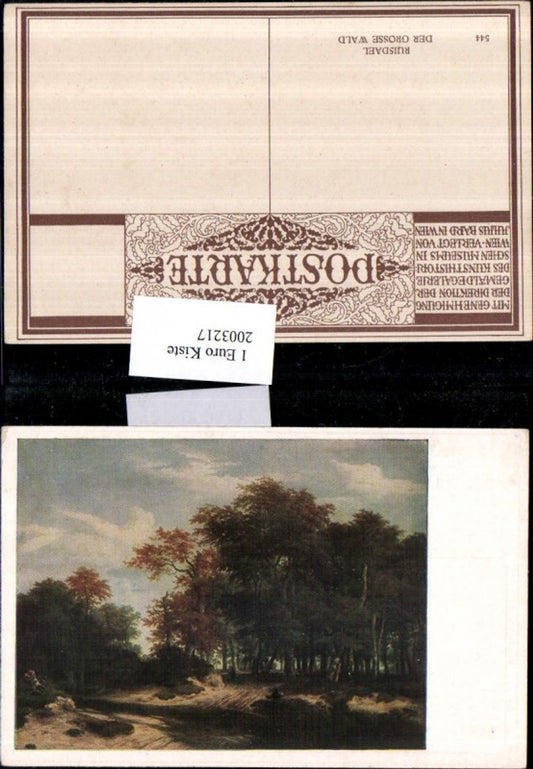 MIT GENEHMIGUNG
DER DIREKTION DER
GEMÄLDEGALERIE
DES KUNSTHISTORI-
SCHEN MUSEUMS IN
WIEN · VERLEGT VON
JULIUS BARD IN WIEN
POSTKARTE
544
RUISDAEL
DER GROSSE WALD
1 Euro Kiste
2003217